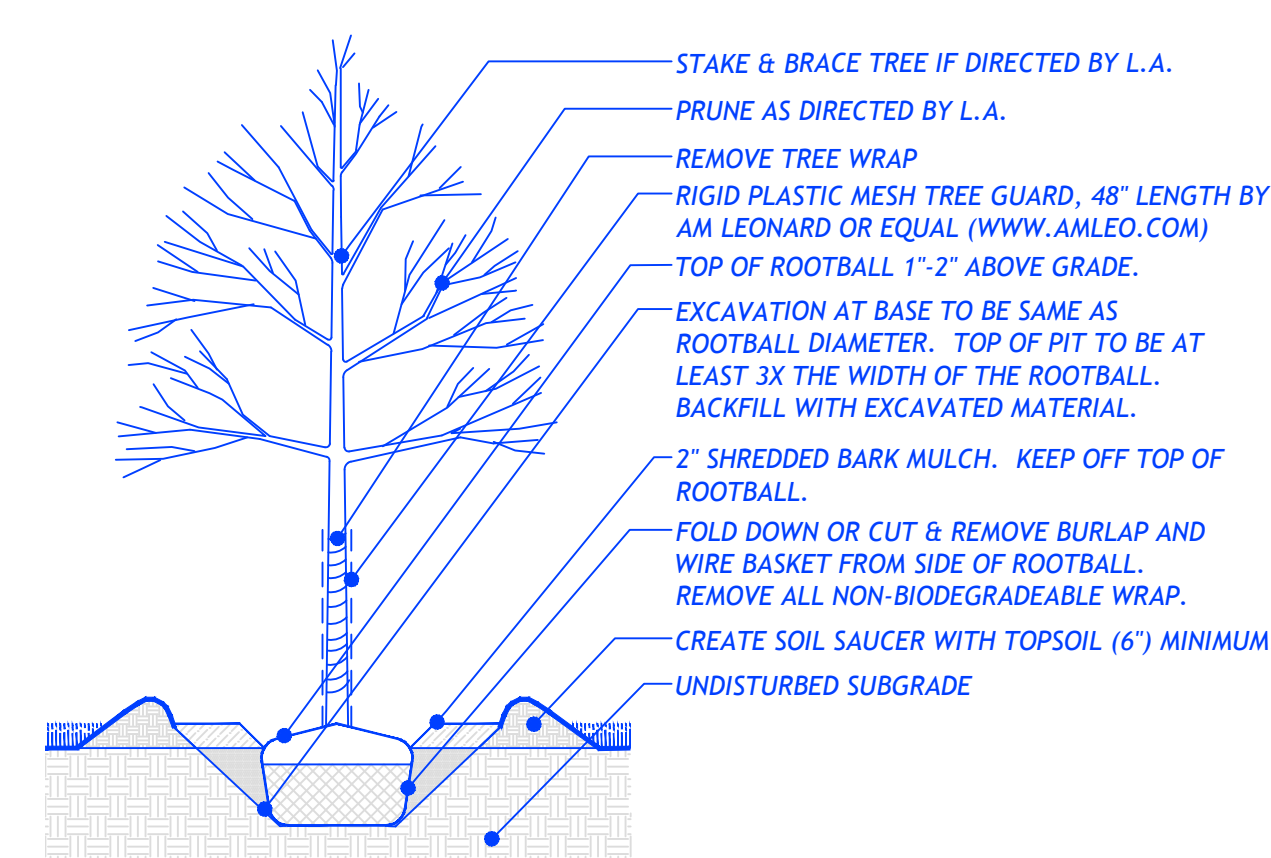 STAKE & BRACE TREE IF DIRECTED BY L.A.
PRUNE AS DIRECTED BY L.A.
REMOVE TREE WRAP
RIGID PLASTIC MESH TREE GUARD, 48" LENGTH BY
AM LEONARD OR EQUAL (WWW.AMLEO.COM)
TOP OF ROOTBALL 1"-2" ABOVE GRADE.
EXCAVATION AT BASE TO BE SAME AS
ROOTBALL DIAMETER. TOP OF PIT TO BE AT
LEAST 3X THE WIDTH OF THE ROOTBALL.
BACKFILL WITH EXCAVATED MATERIAL.
2" SHREDDED BARK MULCH. KEEP OFF TOP OF
ROOTBALL.
FOLD DOWN OR CUT & REMOVE BURLAP AND
WIRE BASKET FROM SIDE OF ROOTBALL.
REMOVE ALL NON-BIODEGRADEABLE WRAP.
CREATE SOIL SAUCER WITH TOPSOIL (6") MINIMUM
UNDISTURBED SUBGRADE